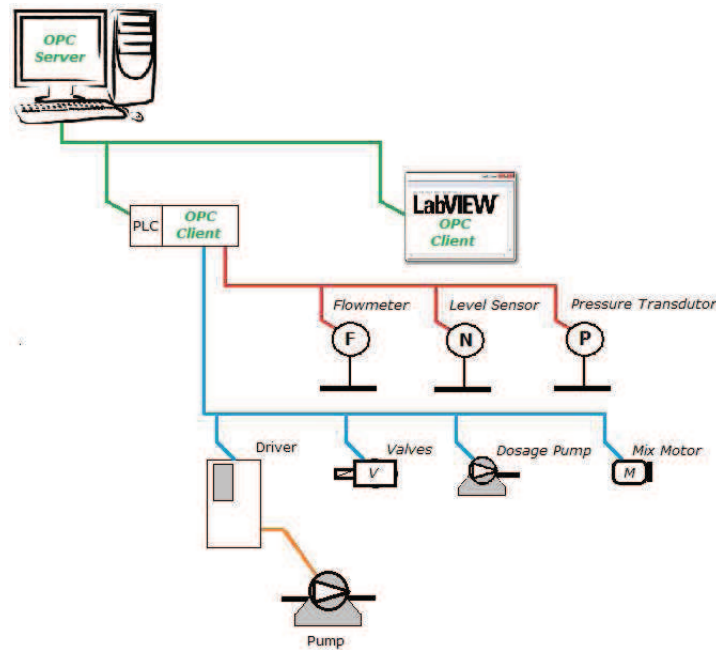 OPC
Server
PLC
OPC
Client
LabVIEW
OPC
Client
Flowmeter
Level Sensor
Pressure Transdutor
F
N
P
Driver
Valves
Dosage Pump
Mix Motor
V
M
Pump